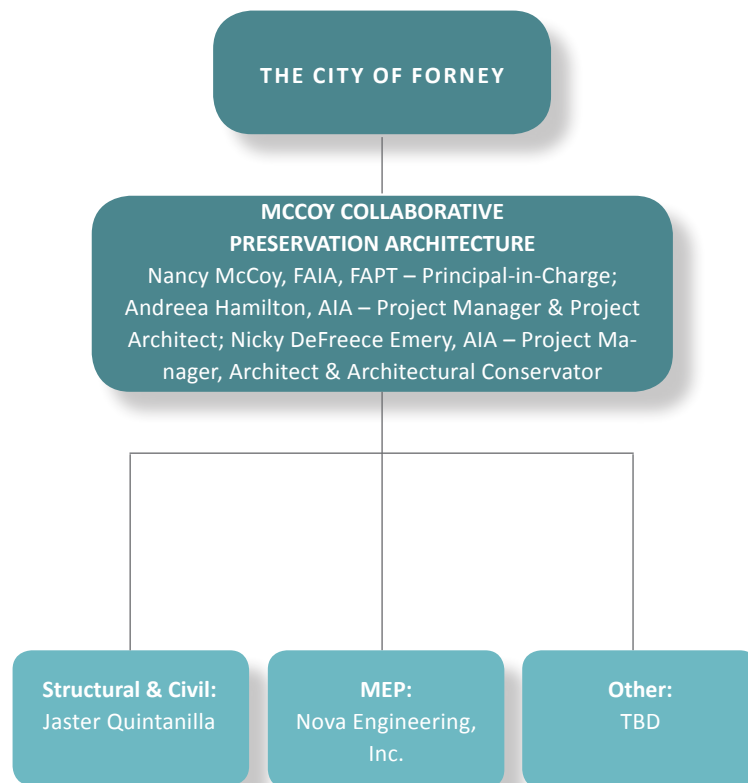 THE CITY OF FORNEY
MCCOY COLLABORATIVE
PRESERVATION ARCHITECTURE
Nancy McCoy, FAIA, FAPT – Principal-in-Charge;
Andreea Hamilton, AIA – Project Manager & Project
Architect; Nicky DeFreece Emery, AIA – Project Ma-
nager, Architect & Architectural Conservator
Structural & Civil:
Jaster Quintanilla
MEP:
Nova Engineering,
Inc.
Other:
TBD